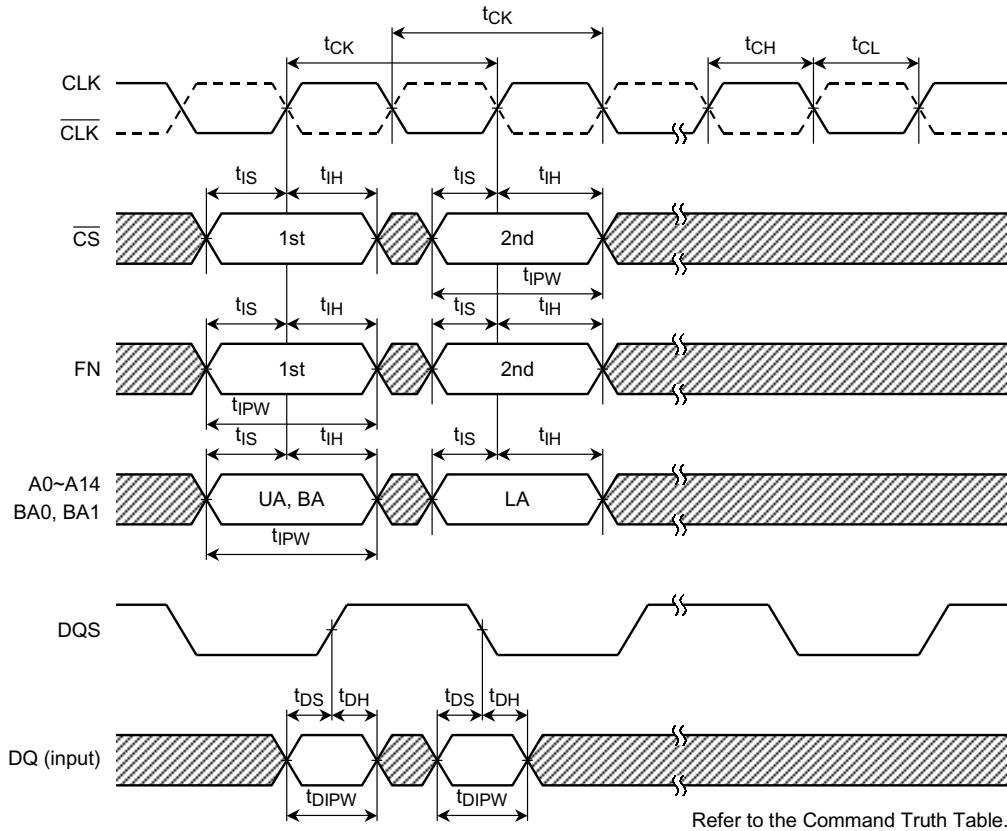 tCK
tCK
tCH
tCL
CLK
CLK
tIS
tIH
tIS
tIH
CS
1st
2nd
tIPW
tIS
tIH
tIS
tIH
FN
1st
2nd
tIPW
tIS
tIH
tIS
tIH
A0~A14
BA0, BA1
UA, BA
LA
tIPW
DQS
tDS
tDH
tDS
tDH
DQ (input)
tDIPW
tDIPW
Refer to the Command Truth Table.